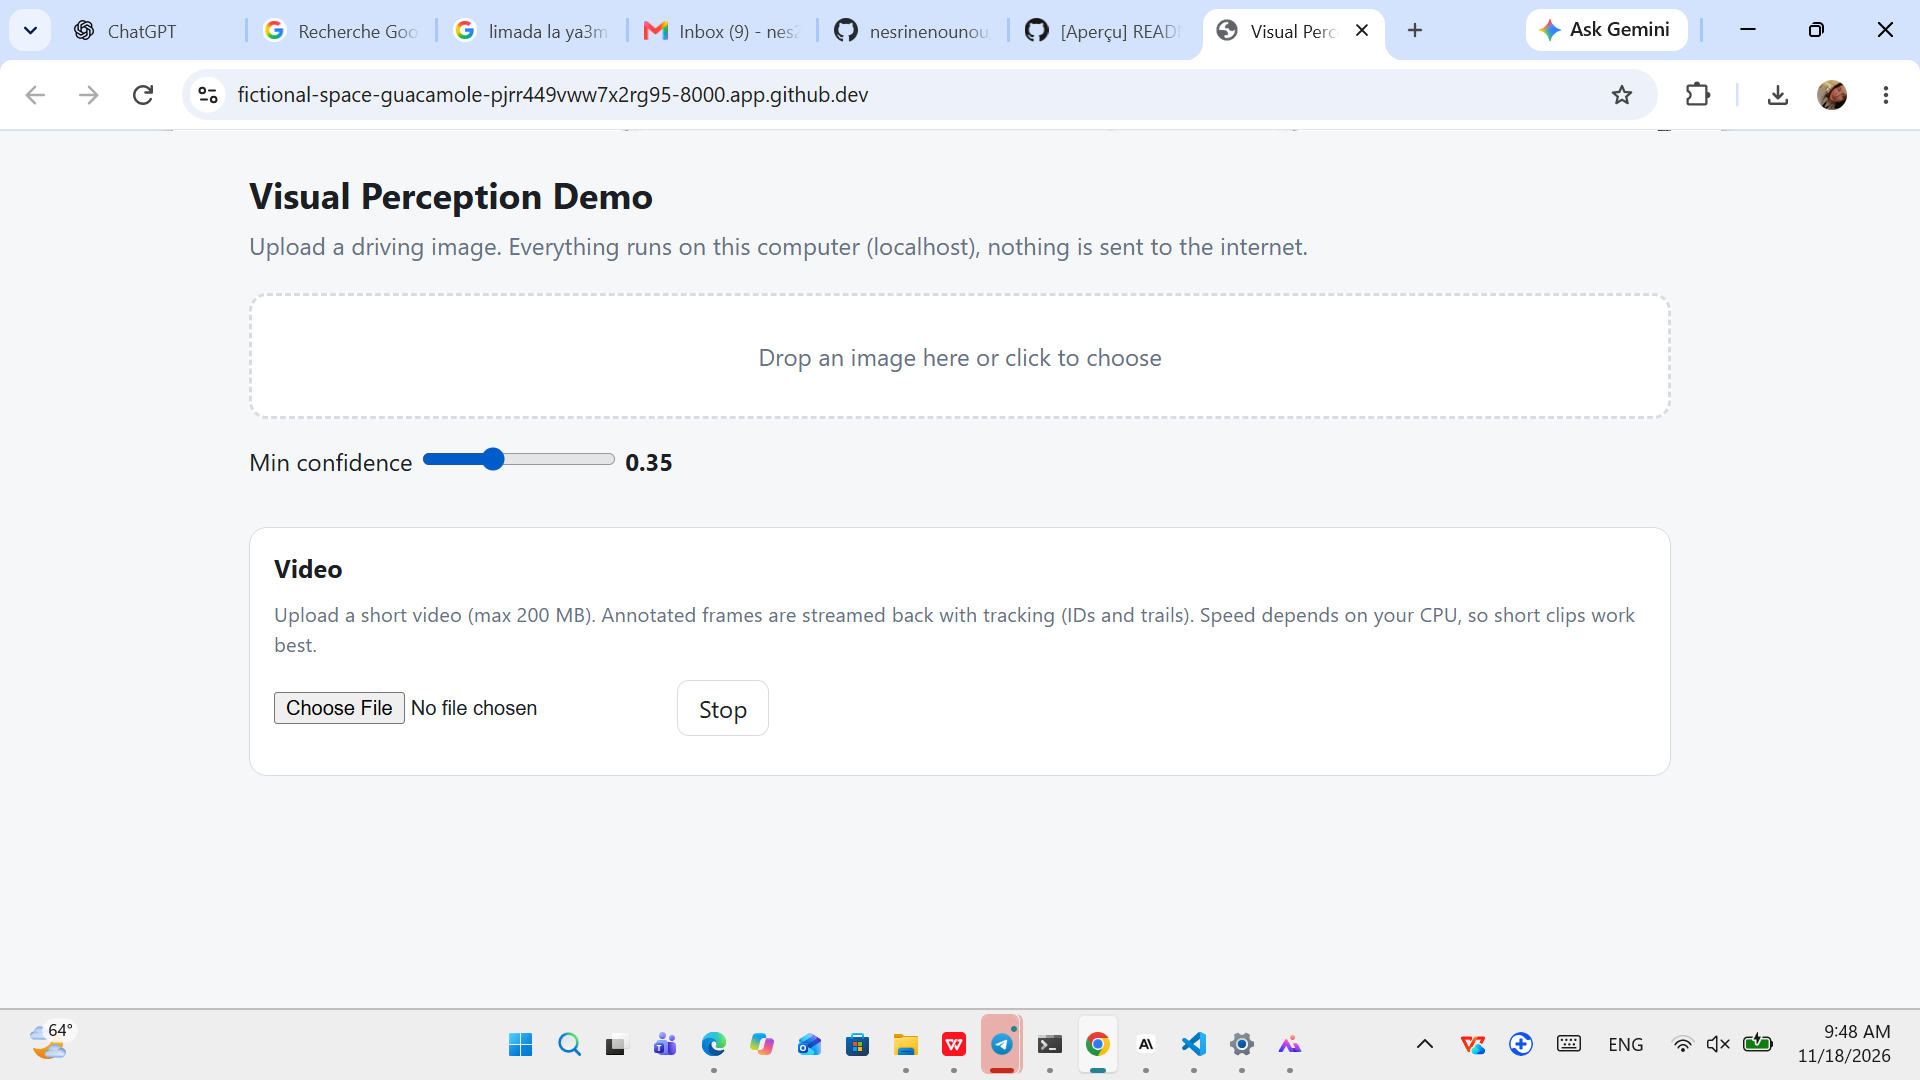 ChatGPT
Recherche Goo
limada la ya3m
Inbox (9) - nes2
nesrinenounou
[Aperçu] READ
Visual Perc
Ask Gemini
fictional-space-guacamole-pjrr449vww7x2rg95-8000.app.github.dev
Visual Perception Demo
Upload a driving image. Everything runs on this computer (localhost), nothing is sent to the internet.
Drop an image here or click to choose
Min confidence 0.35
Video
Upload a short video (max 200 MB). Annotated frames are streamed back with tracking (IDs and trails). Speed depends on your CPU, so short clips work
best.
Choose File No file chosen
Stop
64°
ENG
9:48 AM
11/18/2026